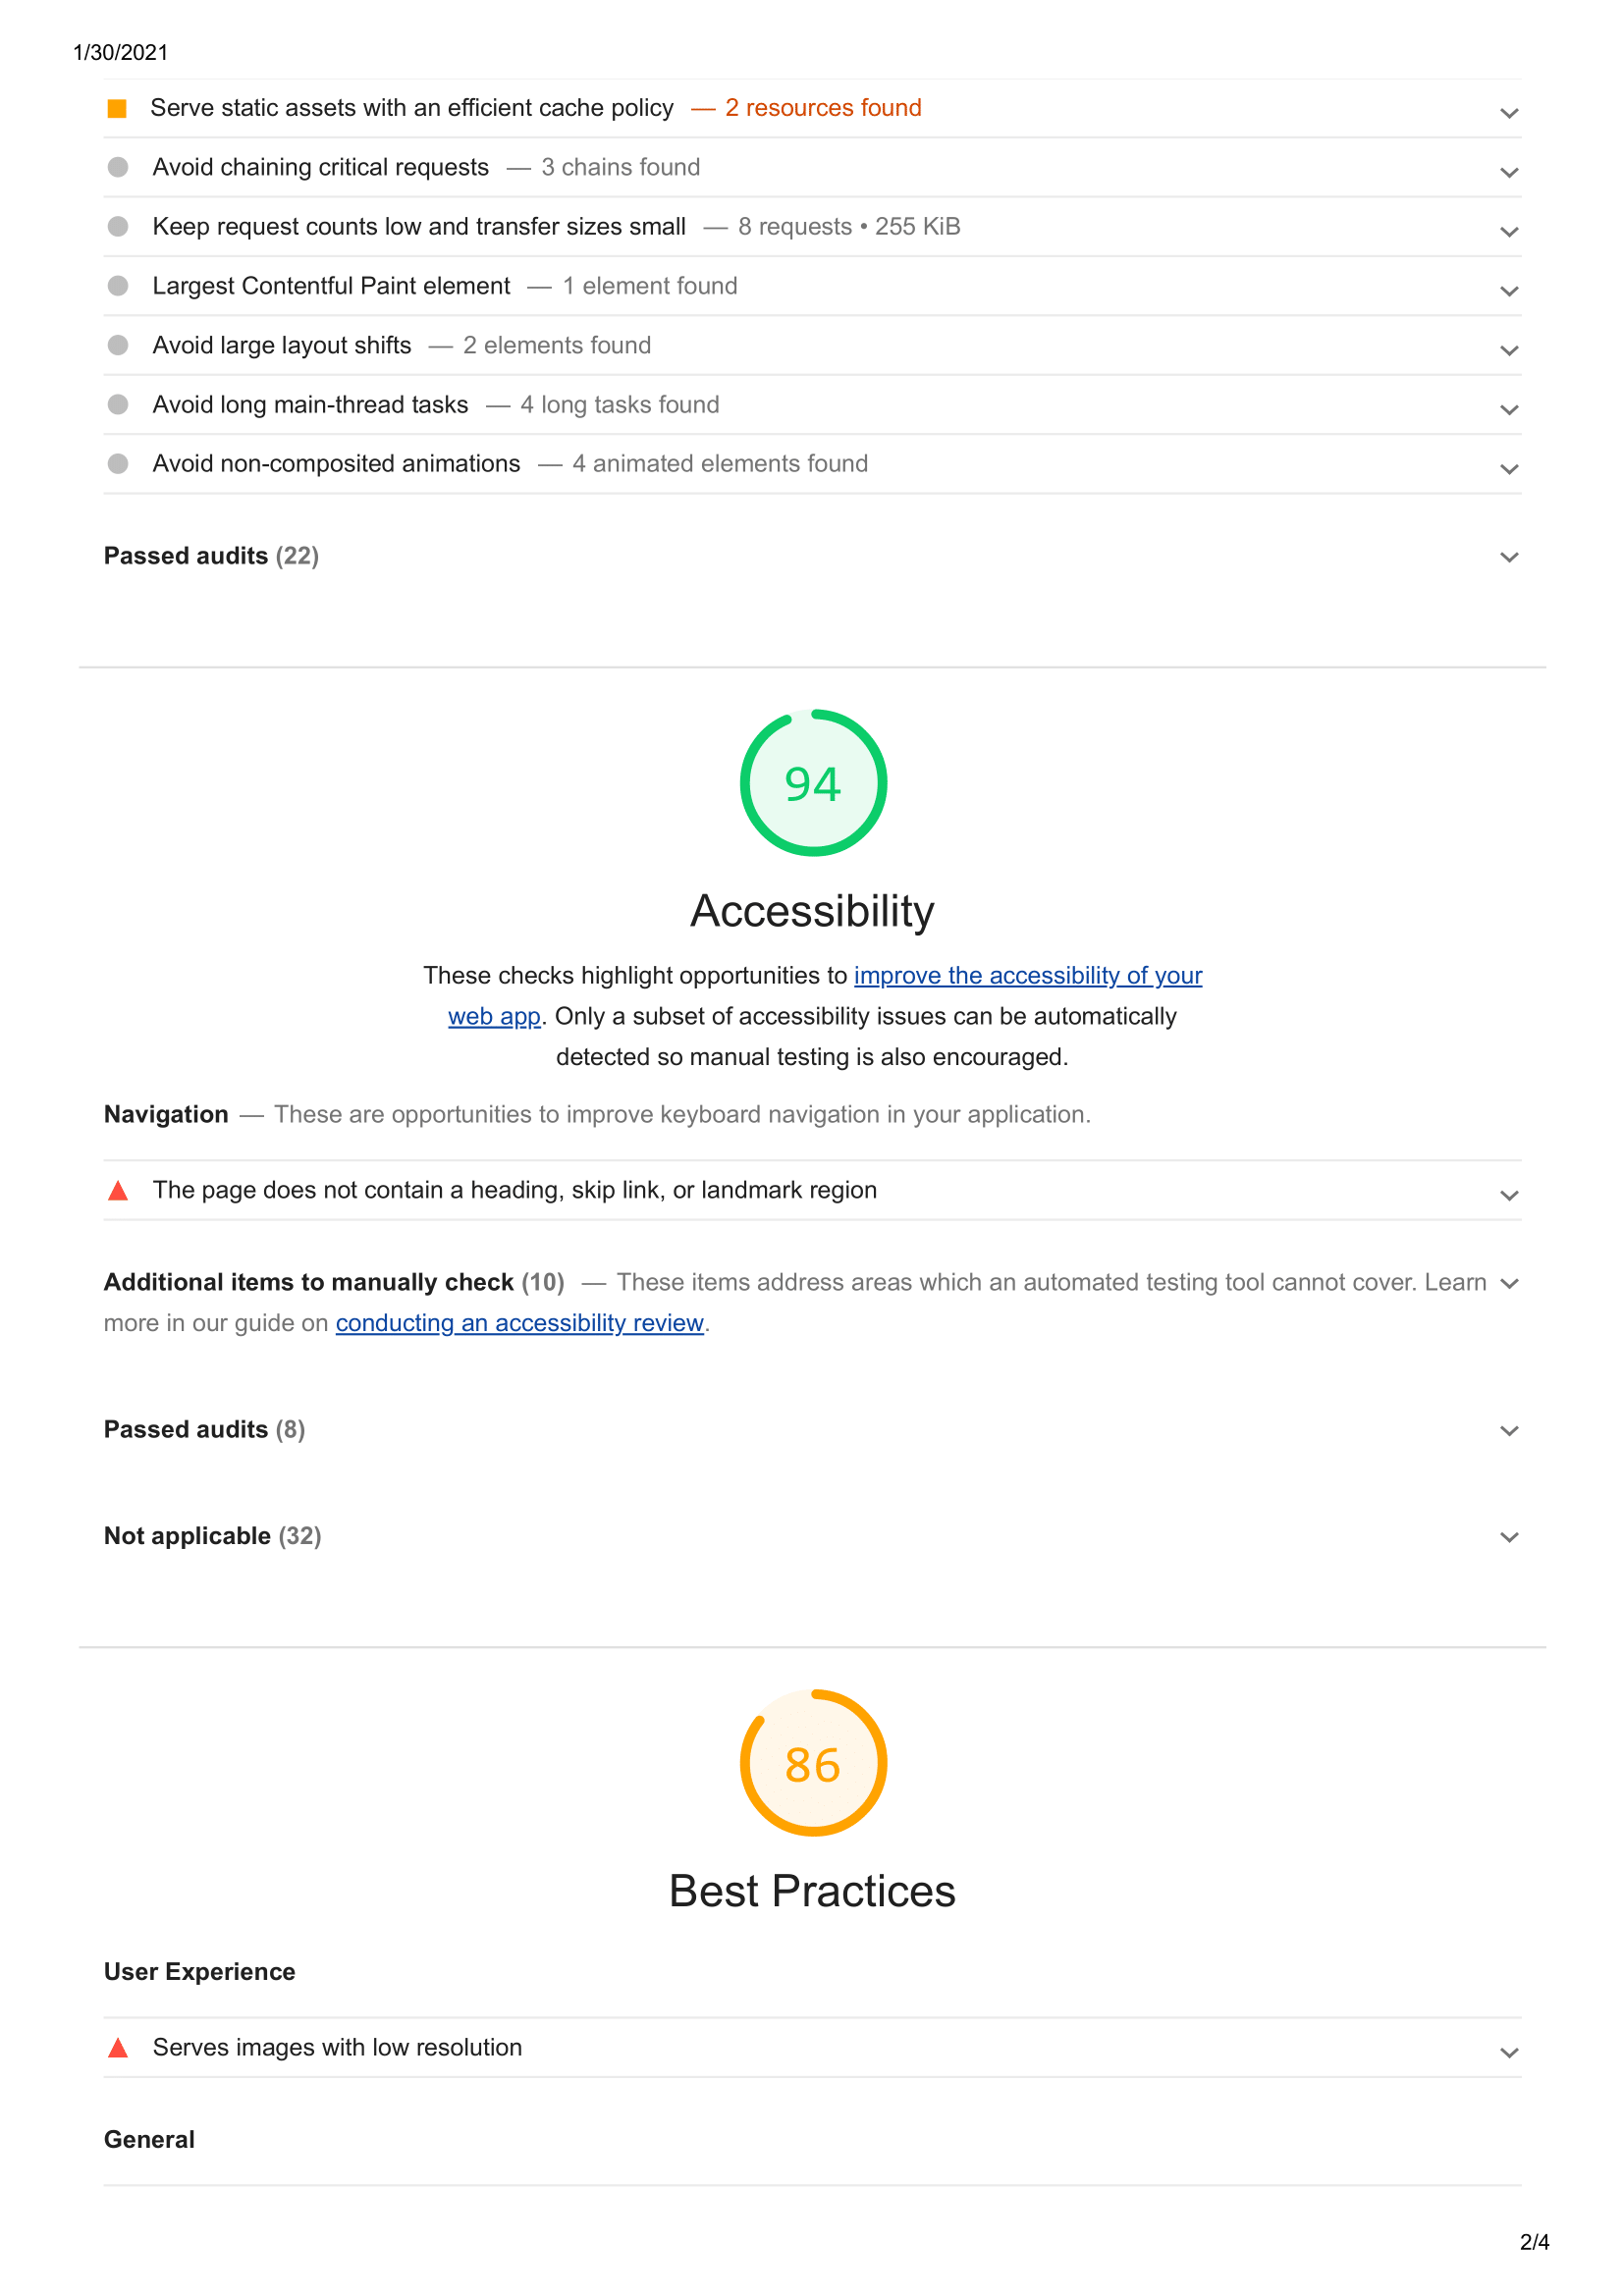 1/30/2021
Serve static assets with an efficient cache policy — 2 resources found
Avoid chaining critical requests — 3 chains found
Keep request counts low and transfer sizes small — 8 requests • 255 KiB
Largest Contentful Paint element — 1 element found
Avoid large layout shifts — 2 elements found
Avoid long main-thread tasks — 4 long tasks found
Avoid non-composited animations — 4 animated elements found
Passed audits (22)
94
Accessibility
These checks highlight opportunities to improve the accessibility of your
web app. Only a subset of accessibility issues can be automatically
detected so manual testing is also encouraged.
Navigation — These are opportunities to improve keyboard navigation in your application.
The page does not contain a heading, skip link, or landmark region
Additional items to manually check (10) — These items address areas which an automated testing tool cannot cover. Learn
more in our guide on conducting an accessibility review.
Passed audits (8)
Not applicable (32)
86
Best Practices
User Experience
Serves images with low resolution
General
2/4